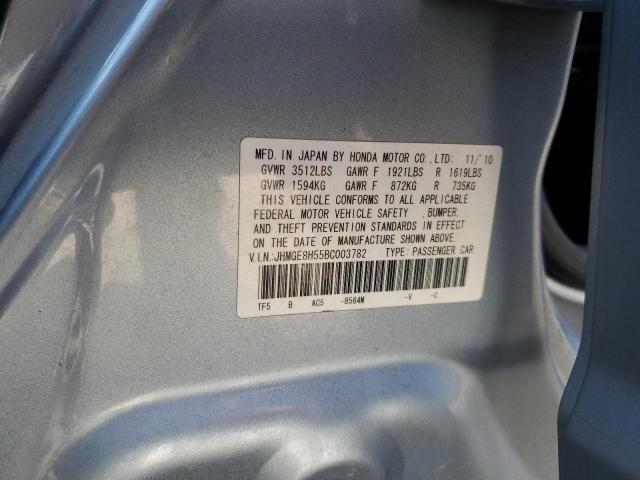 MFD. IN JAPAN BY HONDA MOTOR CO., LTD: 11/'10
GVWR 3512LBS GAWR F 1921LBS R 1619LBS
GVWR 1594KG GAWR F 872KG R 735KG
THIS VEHICLE CONFORMS TO ALL APPLICABLE
FEDERAL MOTOR VEHICLE SAFETY , BUMPER,
AND THEFT PREVENTION STANDARDS IN EFFECT
ON THE DATE OF MANUFACTURE SHOWN ABOVE.
V.I.N.:JHMGE8H55BC003782 TYPE: PASSENGER CAR
TF5 B AC5 -B564M -V -C